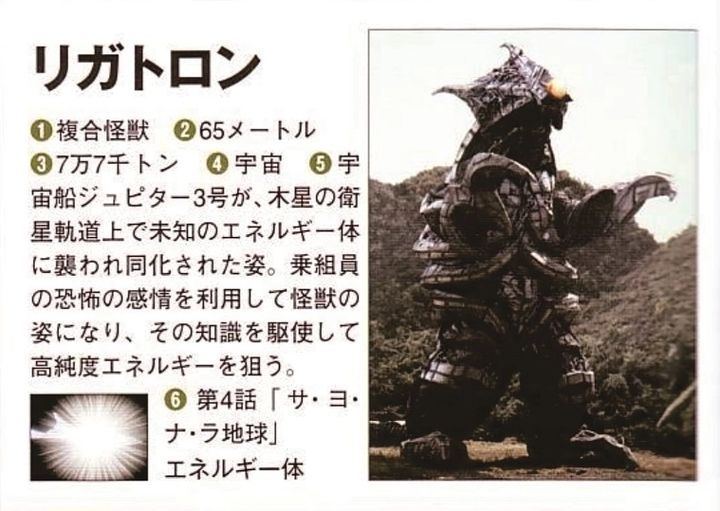 リガトロン
❶複合怪獣 ❷65メートル
❸7万7千トン ❹宇宙 ❺宇
宙船ジュピター3号が、木星の衛
星軌道上で未知のエネルギー体
に襲われ同化された姿。乗組員
の恐怖の感情を利用して怪獣の
姿になり、その知識を駆使して
高純度エネルギーを狙う。
❻ 第4話「サ・ヨ・
ナ・ラ地球」
エネルギー体